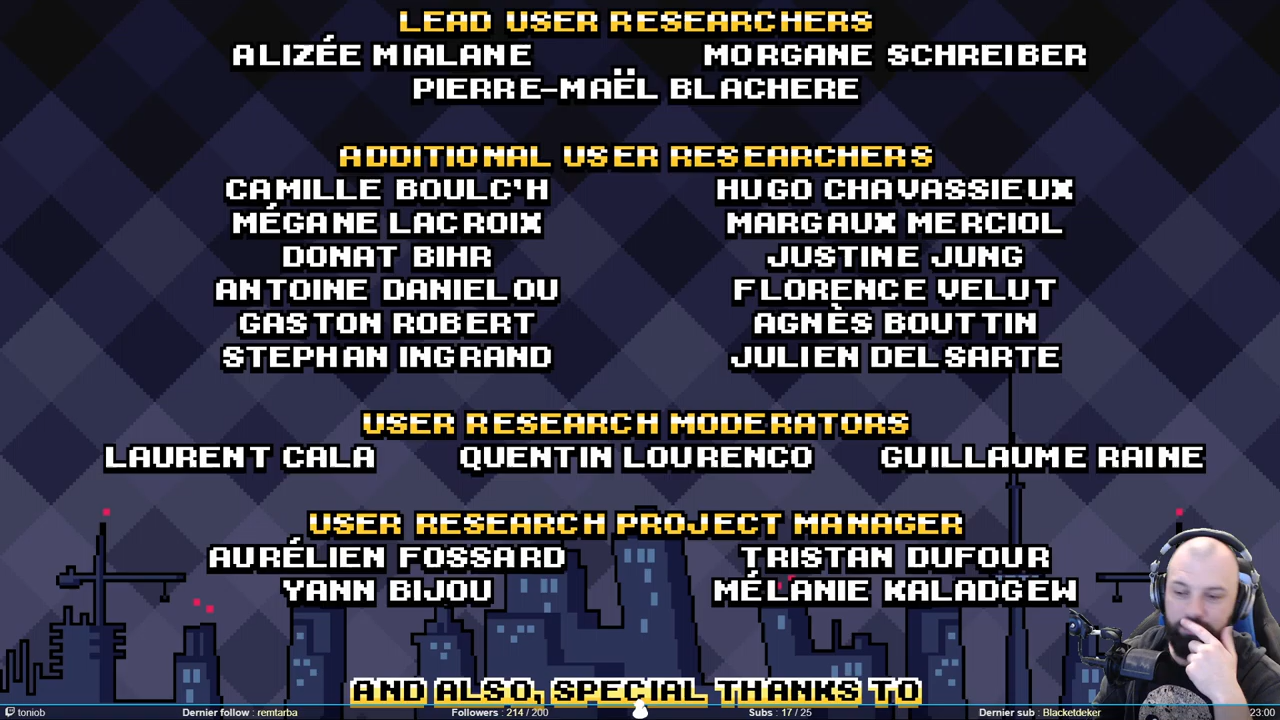 LEAD USER RESEARCHERS
ALIZÉE MIALANE MORGANE SCHREIBER
PIERRE-MAËL BLACHERE
ADDITIONAL USER RESEARCHERS
CAMILLE BOULC'H HUGO CHAVASSIEUX
MÉGANE LACROIX MARGAUX MERCIOL
DONAT BIHR JUSTINE JUNG
ANTOINE DANIELOU FLORENCE VELUT
GASTON ROBERT AGNÈS BOUTTIN
STEPHAN INGRAND JULIEN DELSARTE
USER RESEARCH MODERATORS
LAURENT CALA QUENTIN LOURENCO GUILLAUME RAINE
USER RESEARCH PROJECT MANAGER
AURÉLIEN FOSSARD TRISTAN DUFOUR
YANN BIJOU MÉLANIE KALADGEW
AND ALSO, SPECIAL THANKS TO
toniob Dernier follow : remtarba Followers : 214 / 200 Subs : 17 / 25 Dernier sub : Blacketdeker 23:00